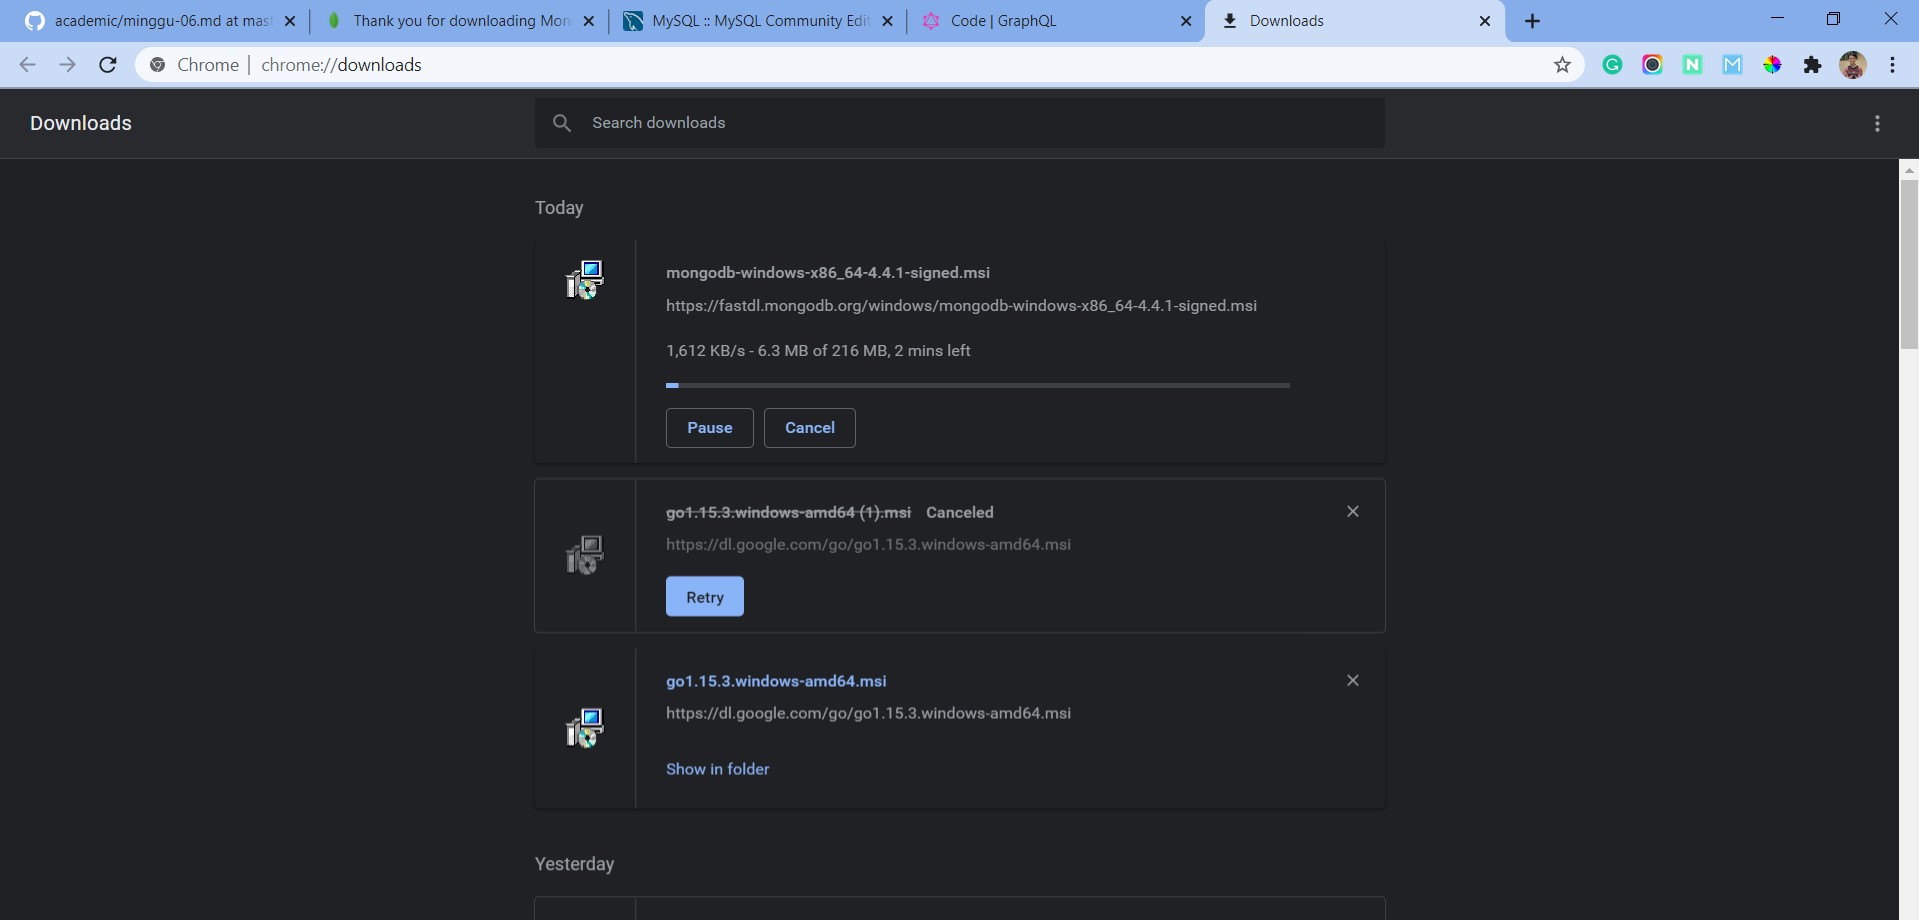 academic/minggu-06.md at mast
Thank you for downloading Mon
MySQL :: MySQL Community Edit
Code | GraphQL
Downloads
Chrome | chrome://downloads
Downloads
Search downloads
Today
mongodb-windows-x86_64-4.4.1-signed.msi
https://fastdl.mongodb.org/windows/mongodb-windows-x86_64-4.4.1-signed.msi
1,612 KB/s - 6.3 MB of 216 MB, 2 mins left
Pause Cancel
go1.15.3.windows-amd64 (1).msi Canceled
https://dl.google.com/go/go1.15.3.windows-amd64.msi
Retry
go1.15.3.windows-amd64.msi
https://dl.google.com/go/go1.15.3.windows-amd64.msi
Show in folder
Yesterday